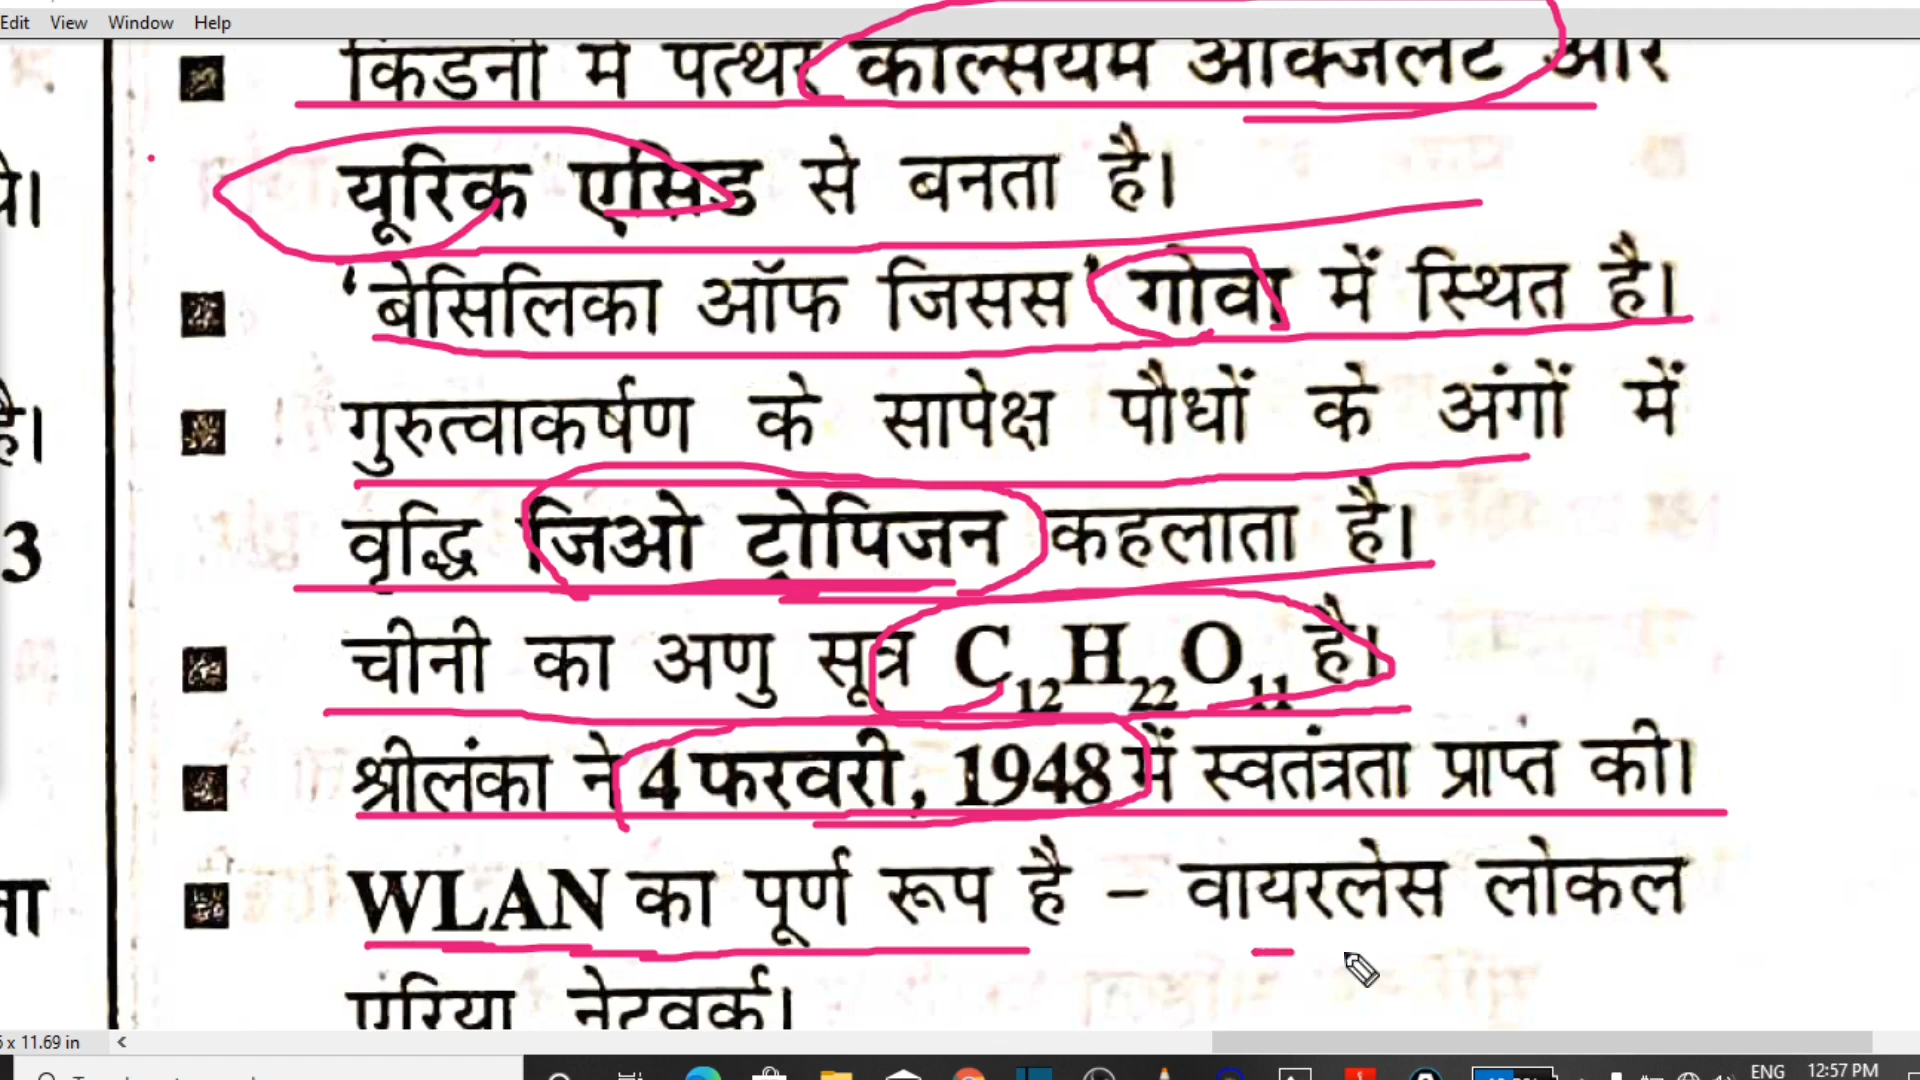 Edit View Window Help
किडनी में पत्थर काल्सियम ऑक्जलेट और
यूरिक एसिड से बनता है।
'बेसिलिका ऑफ जिसस' गोवा में स्थित है।
गुरुत्वाकर्षण के सापेक्ष पौधों के अंगों में
वृद्धि जिओ ट्रोपिजन कहलाता है।
चीनी का अणु सूत्र C₁₂H₂₂O₁₁ है।
श्रीलंका ने 4 फरवरी, 1948 में स्वतंत्रता प्राप्त की।
WLAN का पूर्ण रूप है – वायरलेस लोकल
एरिया नेटवर्क।
है।
3
x 11.69 in
ENG 12:57 PM